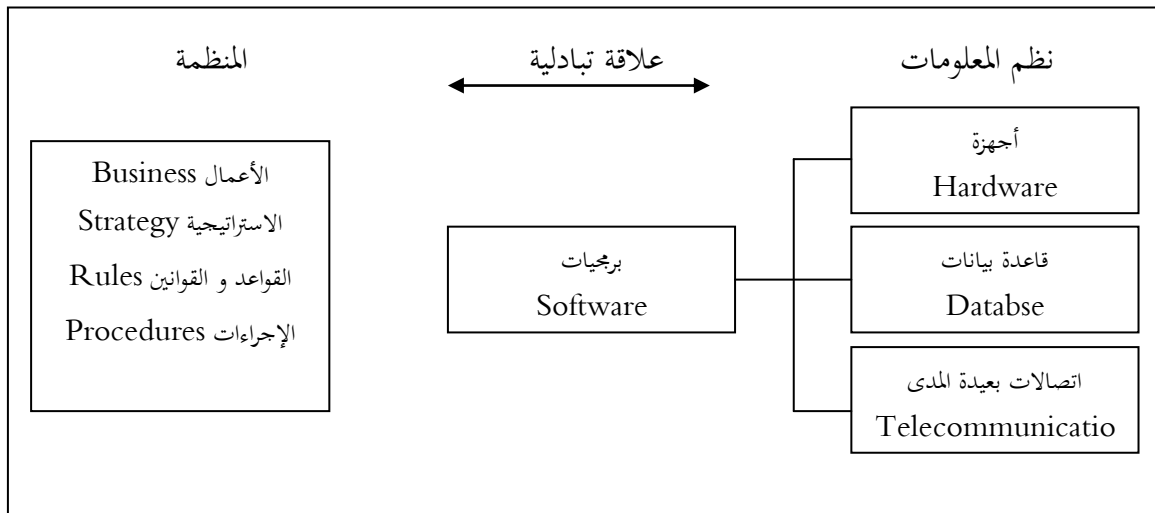 نظم المعلومات
علاقة تبادلية
المنظمة
أجهزة
Hardware
قاعدة بيانات
Databse
اتصالات بعيدة المدى
Telecommunicatio
برمجيات
Software
الأعمال Business
الاستراتيجية Strategy
القواعد و القوانين Rules
الإجراءات Procedures